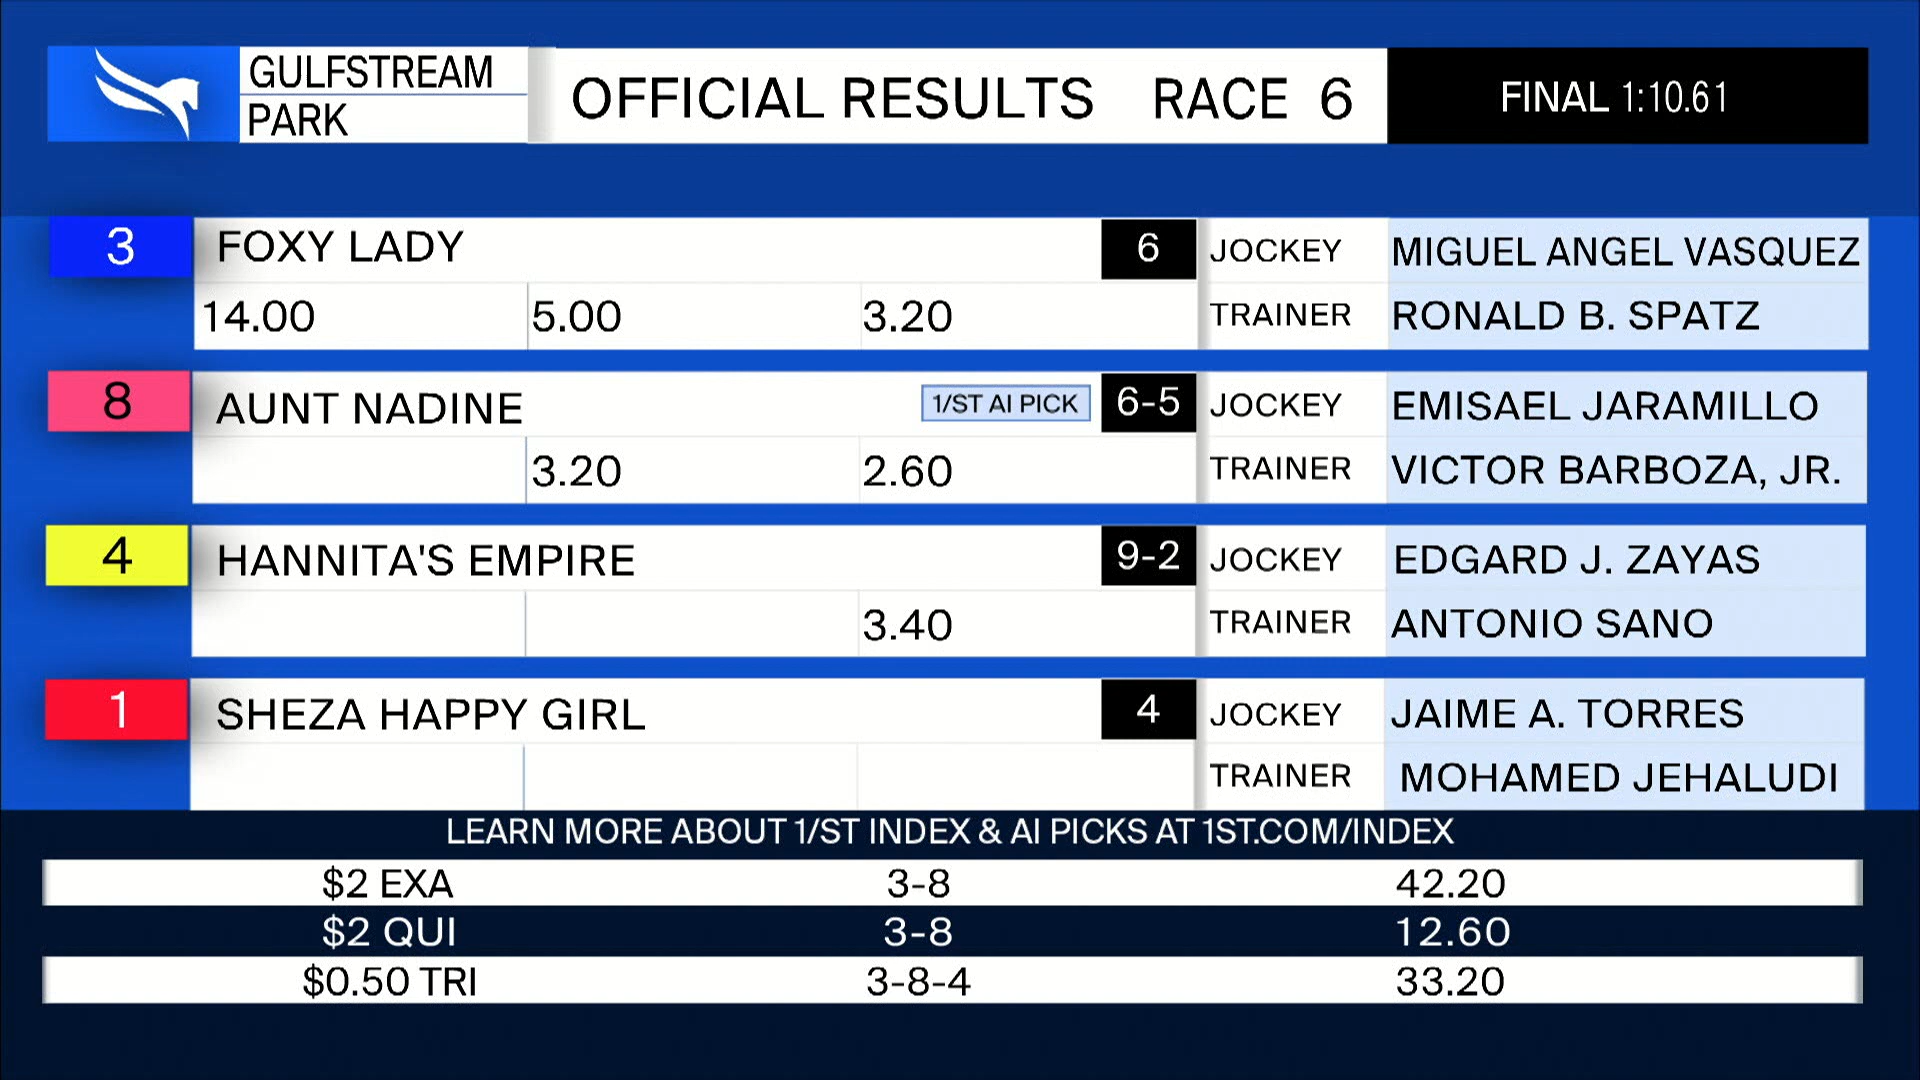 GULFSTREAM
PARK
OFFICIAL RESULTS RACE 6
FINAL 1:10.61
3 FOXY LADY 6 JOCKEY MIGUEL ANGEL VASQUEZ
14.00 5.00 3.20 TRAINER RONALD B. SPATZ
8 AUNT NADINE 1/ST AI PICK 6-5 JOCKEY EMISAEL JARAMILLO
3.20 2.60 TRAINER VICTOR BARBOZA, JR.
4 HANNITA'S EMPIRE 9-2 JOCKEY EDGARD J. ZAYAS
3.40 TRAINER ANTONIO SANO
1 SHEZA HAPPY GIRL 4 JOCKEY JAIME A. TORRES
TRAINER MOHAMED JEHALUDI
LEARN MORE ABOUT 1/ST INDEX & AI PICKS AT 1ST.COM/INDEX
$2 EXA 3-8 42.20
$2 QUI 3-8 12.60
$0.50 TRI 3-8-4 33.20